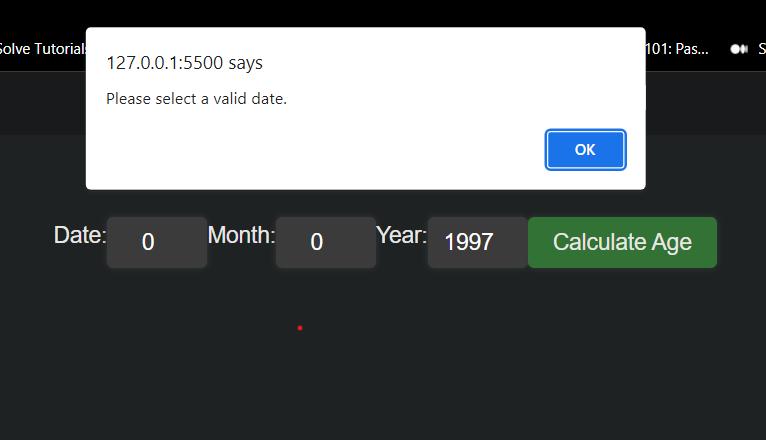 Solve Tutorials
101: Pas...
S
127.0.0.1:5500 says
Please select a valid date.
OK
Date: 0 Month: 0 Year: 1997 Calculate Age